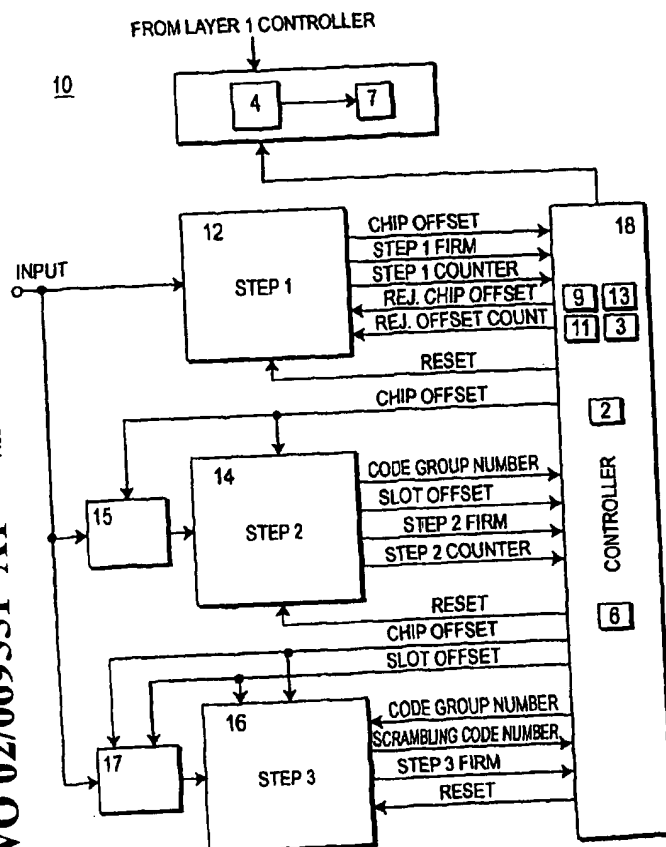 FROM LAYER 1 CONTROLLER
10
4
7
12
STEP 1
18
INPUT
CHIP OFFSET
STEP 1 FIRM
STEP 1 COUNTER
REJ. CHIP OFFSET
REJ. OFFSET COUNT
9
13
11
3
RESET
CHIP OFFSET
2
14
STEP 2
15
CODE GROUP NUMBER
SLOT OFFSET
STEP 2 FIRM
STEP 2 COUNTER
CONTROLLER
6
RESET
CHIP OFFSET
SLOT OFFSET
16
STEP 3
17
CODE GROUP NUMBER
SCRAMBLING CODE NUMBER
STEP 3 FIRM
RESET